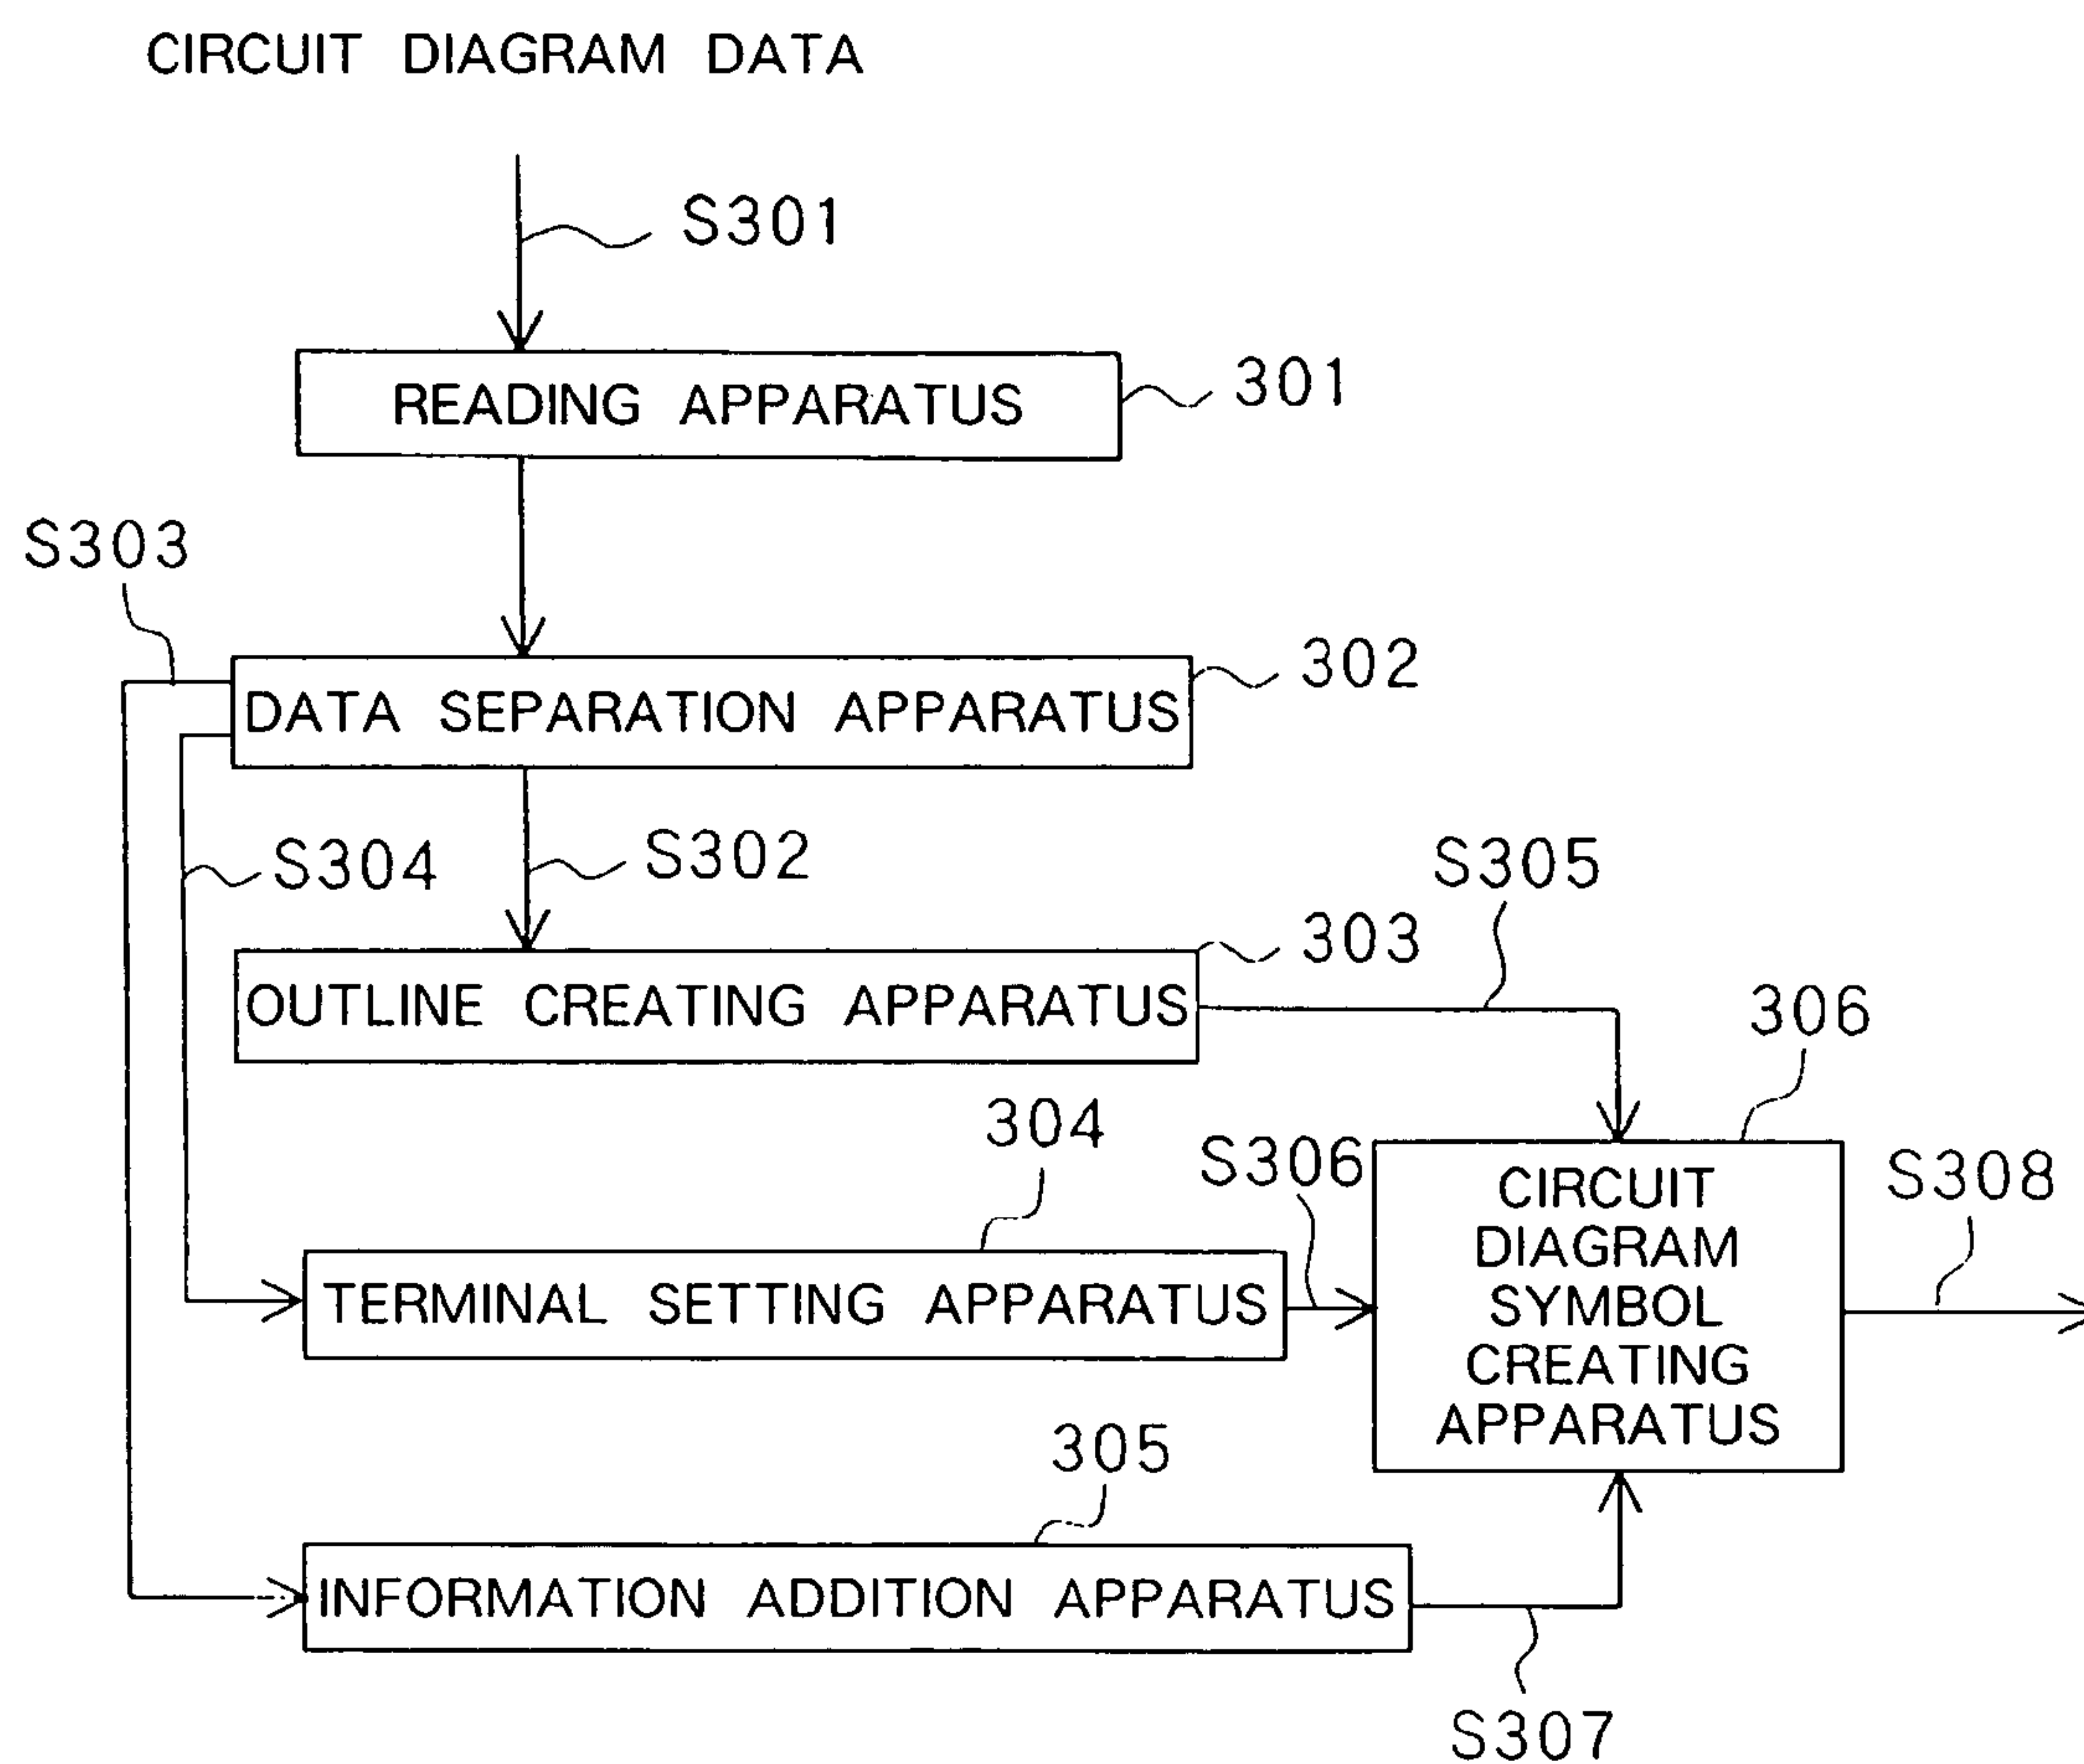 CIRCUIT DIAGRAM DATA
S301
READING APPARATUS
301
S303
302
DATA SEPARATION APPARATUS
S304
S302
S305
303
OUTLINE CREATING APPARATUS
306
304
S306
CIRCUIT
DIAGRAM
SYMBOL
CREATING
APPARATUS
S308
TERMINAL SETTING APPARATUS
305
INFORMATION ADDITION APPARATUS
S307